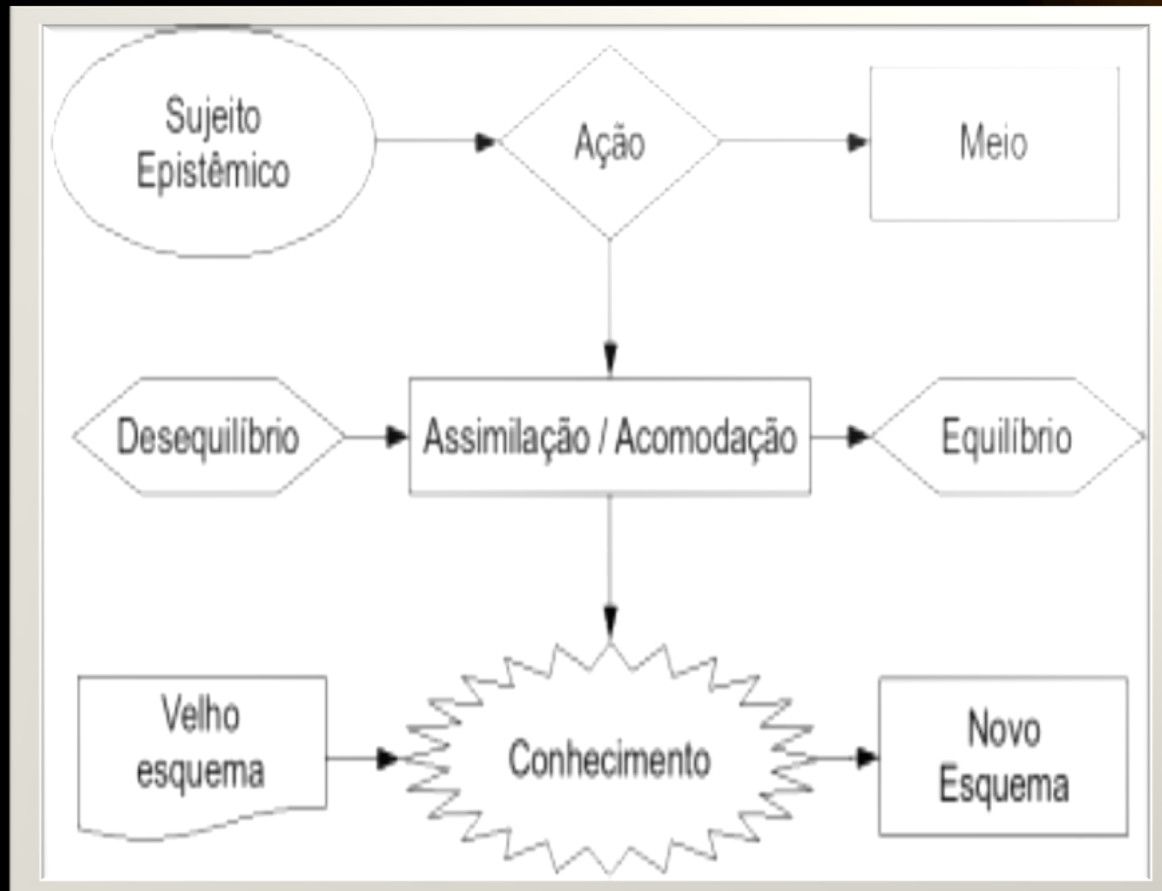 Sujeito
Epistêmico
Ação
Meio
Desequilíbrio
Assimilação / Acomodação
Equilíbrio
Velho
esquema
Conhecimento
Novo
Esquema